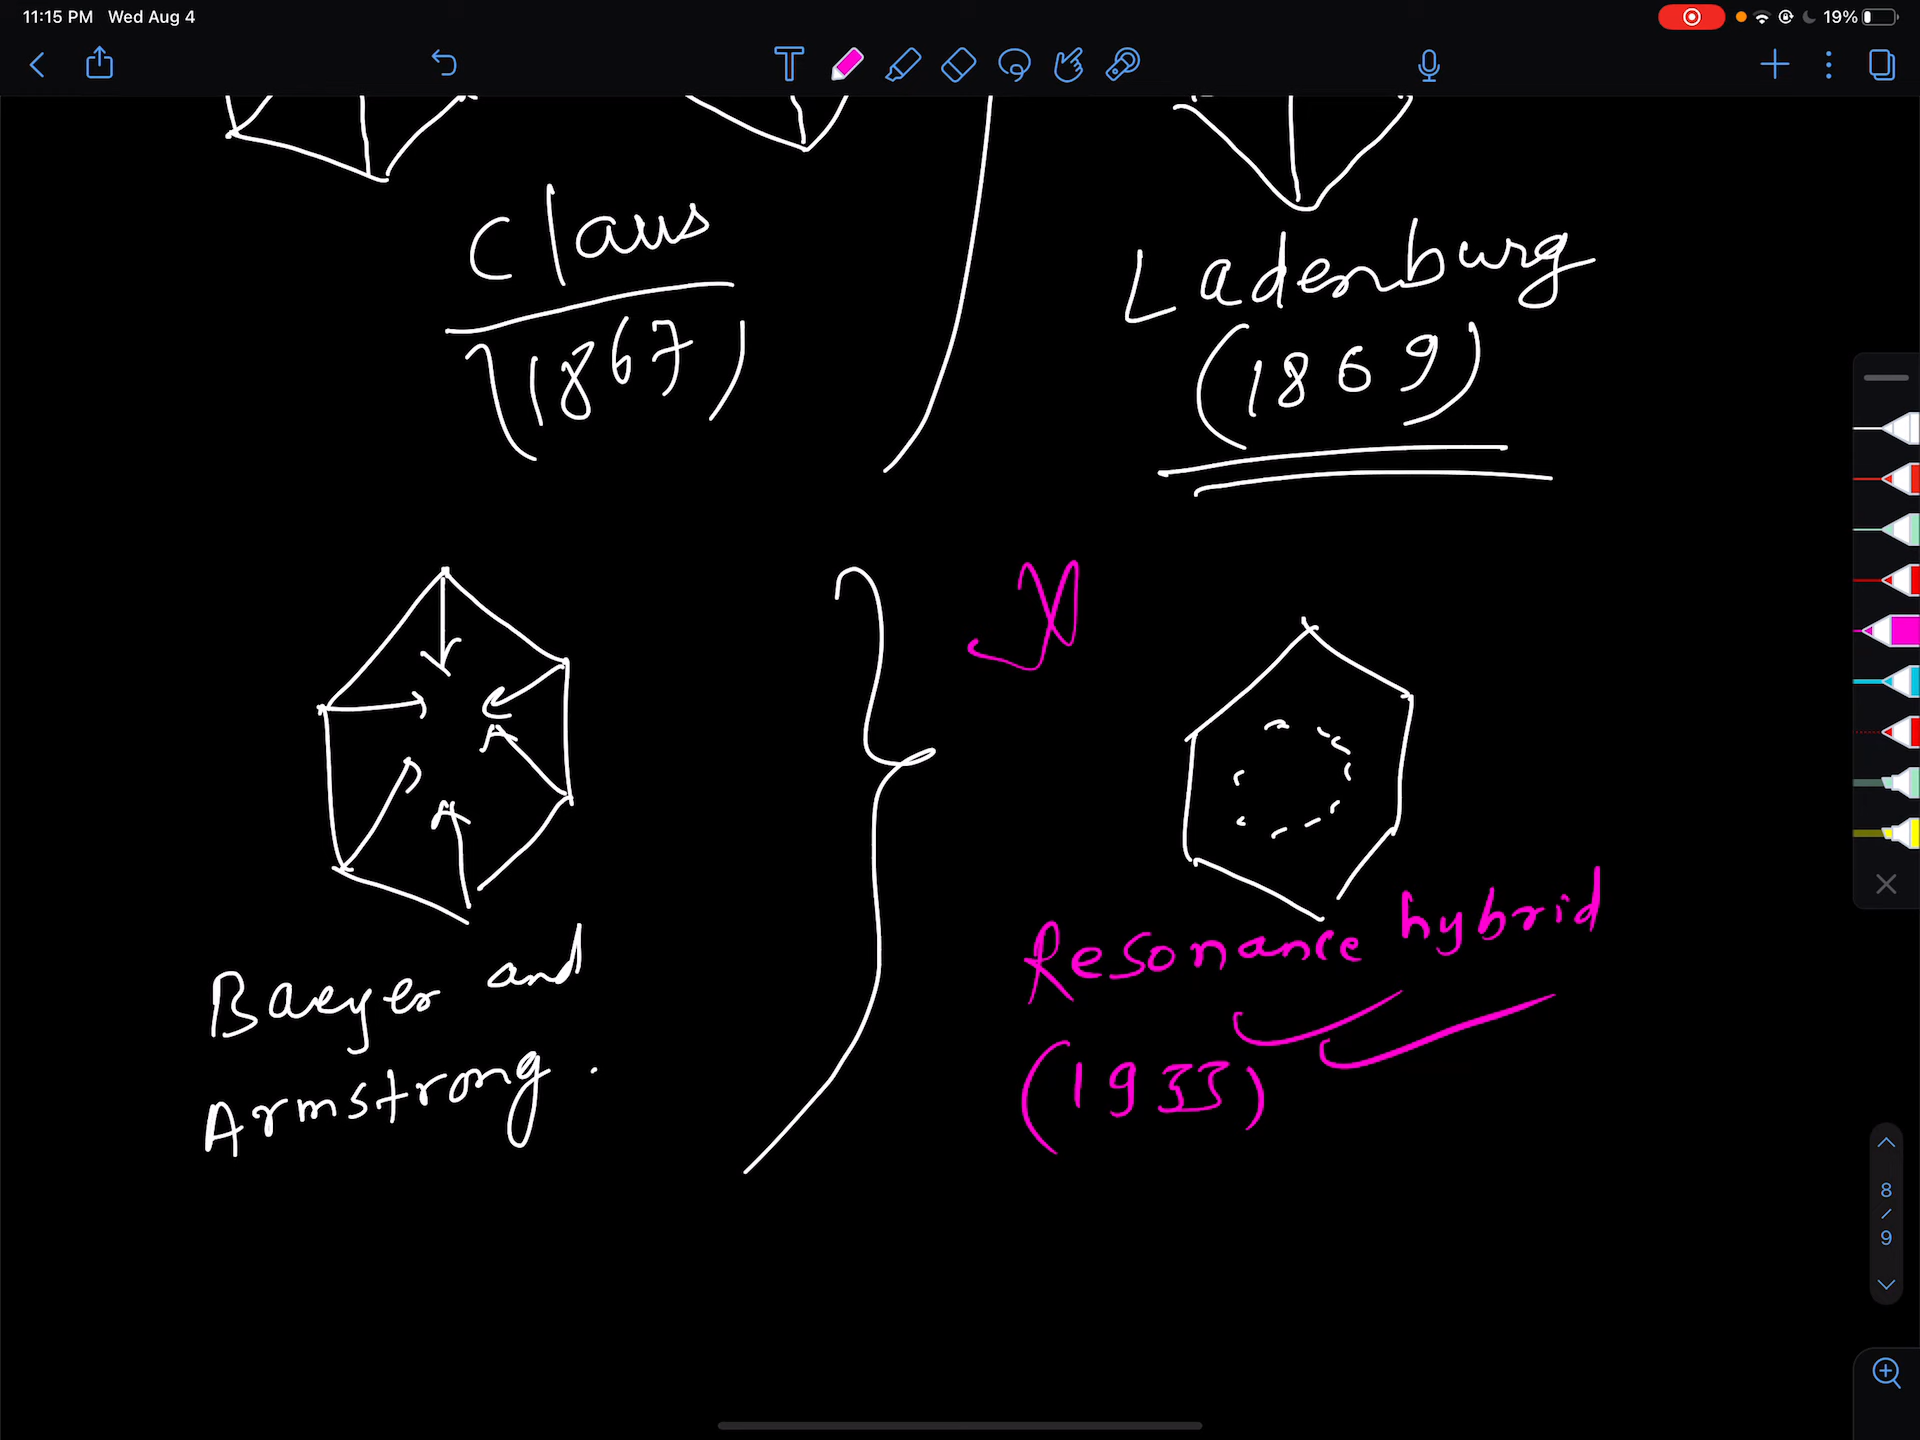 11:15 PM Wed Aug 4
19%
Claus
(1867)
Ladenburg
(1869)
Baeyer and
Armstrong.
Resonance hybrid
(1933)
8
/
9